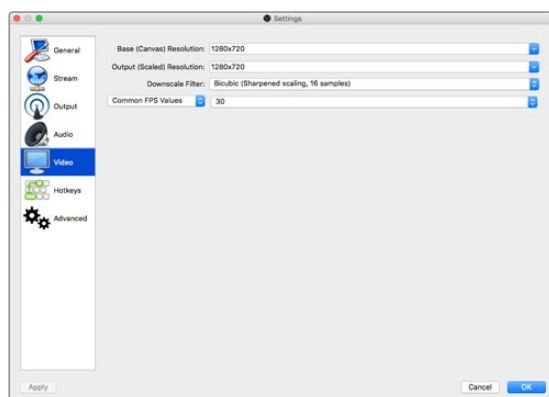 Settings
General
Stream
Output
Audio
Video
Hotkeys
Advanced
Base (Canvas) Resolution: 1280x720
Output (Scaled) Resolution: 1280x720
Downscale Filter: Bicubic (Sharpened scaling, 16 samples)
Common FPS Values 30
Apply Cancel OK